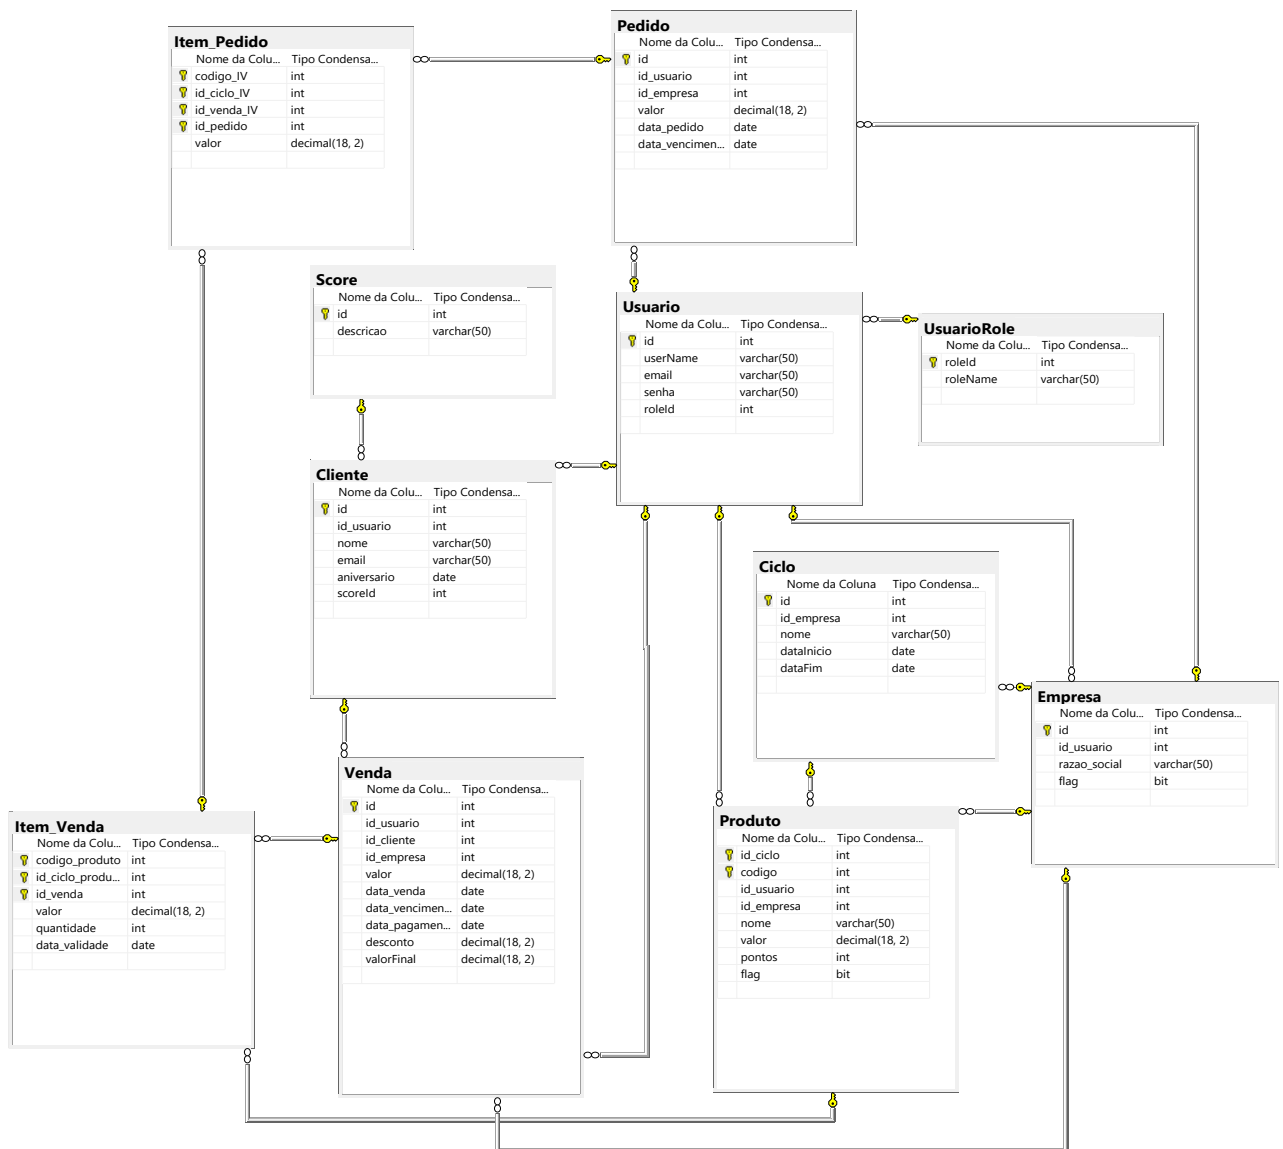 Item_Pedido
Nome da Colu... Tipo Condensa...
codigo_IV int
id_ciclo_IV int
id_venda_IV int
id_pedido int
valor decimal(18, 2)
Pedido
Nome da Colu... Tipo Condensa...
id int
id_usuario int
id_empresa int
valor decimal(18, 2)
data_pedido date
data_vencimen... date
Score
Nome da Colu... Tipo Condensa...
id int
descricao varchar(50)
Usuario
Nome da Colu... Tipo Condensa...
id int
userName varchar(50)
email varchar(50)
senha varchar(50)
roleId int
UsuarioRole
Nome da Colu... Tipo Condensa...
roleId int
roleName varchar(50)
Cliente
Nome da Colu... Tipo Condensa...
id int
id_usuario int
nome varchar(50)
email varchar(50)
aniversario date
scoreId int
Ciclo
Nome da Coluna Tipo Condensa...
id int
id_empresa int
nome varchar(50)
dataInicio date
dataFim date
Empresa
Nome da Colu... Tipo Condensa...
id int
id_usuario int
razao_social varchar(50)
flag bit
Item_Venda
Nome da Colu... Tipo Condensa...
codigo_produto int
id_ciclo_produ... int
id_venda int
valor decimal(18, 2)
quantidade int
data_validade date
Venda
Nome da Colu... Tipo Condensa...
id int
id_usuario int
id_cliente int
id_empresa int
valor decimal(18, 2)
data_venda date
data_vencimen... date
data_pagamen... date
desconto decimal(18, 2)
valorFinal decimal(18, 2)
Produto
Nome da Colu... Tipo Condensa...
id_ciclo int
codigo int
id_usuario int
id_empresa int
nome varchar(50)
valor decimal(18, 2)
pontos int
flag bit